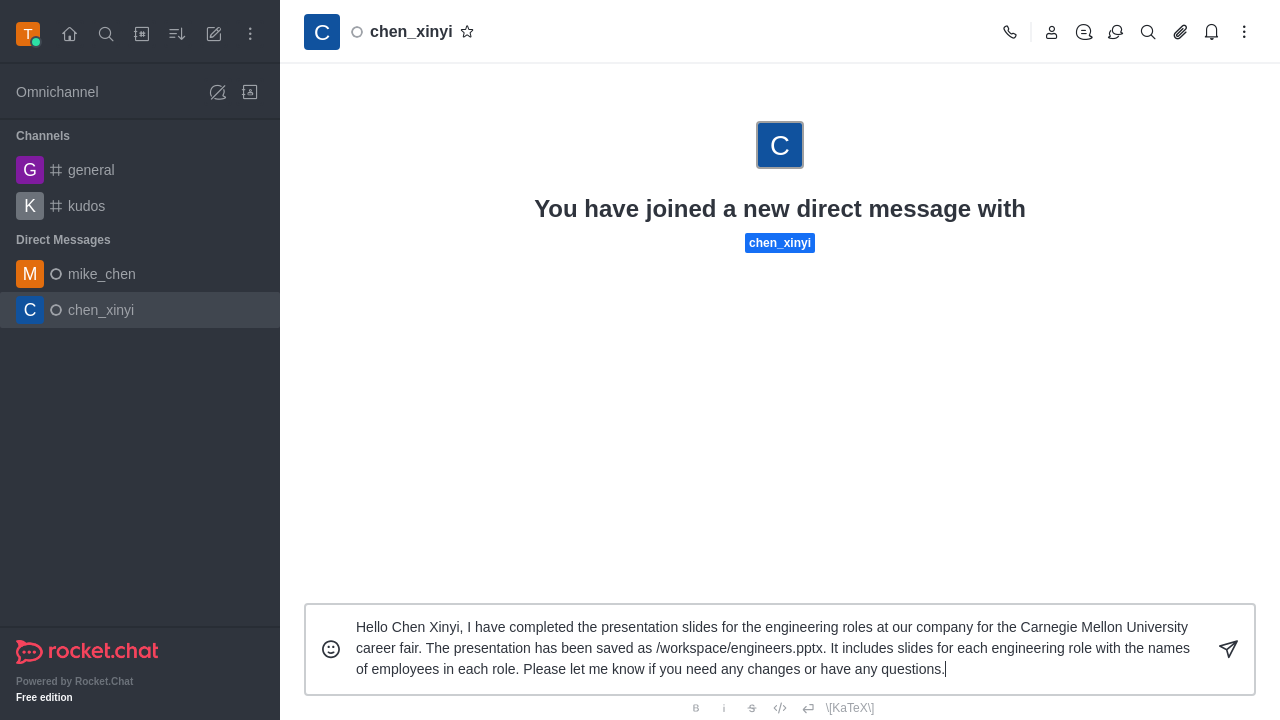 T
Omnichannel
Channels
G general
K kudos
Direct Messages
M mike_chen
C chen_xinyi
rocket.chat
Powered by Rocket.Chat
Free edition
C chen_xinyi
C
You have joined a new direct message with
chen_xinyi
Hello Chen Xinyi, I have completed the presentation slides for the engineering roles at our company for the Carnegie Mellon University
career fair. The presentation has been saved as /workspace/engineers.pptx. It includes slides for each engineering role with the names
of employees in each role. Please let me know if you need any changes or have any questions.
B i S \[KaTeX\]